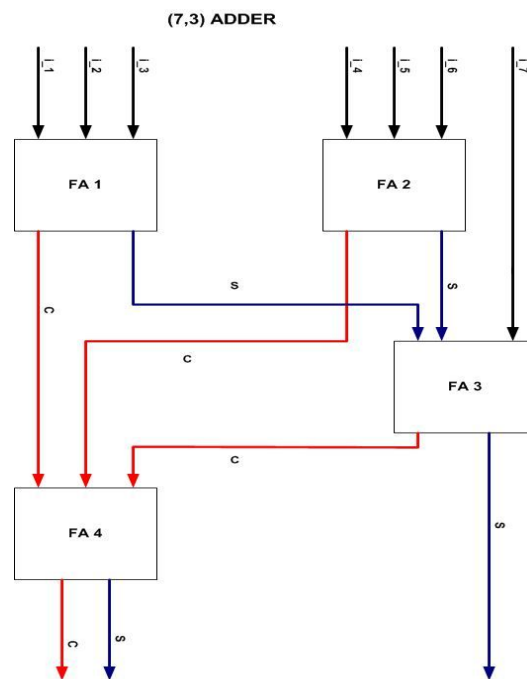 (7,3) ADDER
i_1
i_2
i_3
i_4
i_5
i_6
i_7
FA 1
FA 2
S
C
S
C
FA 3
C
FA 4
S
C
S